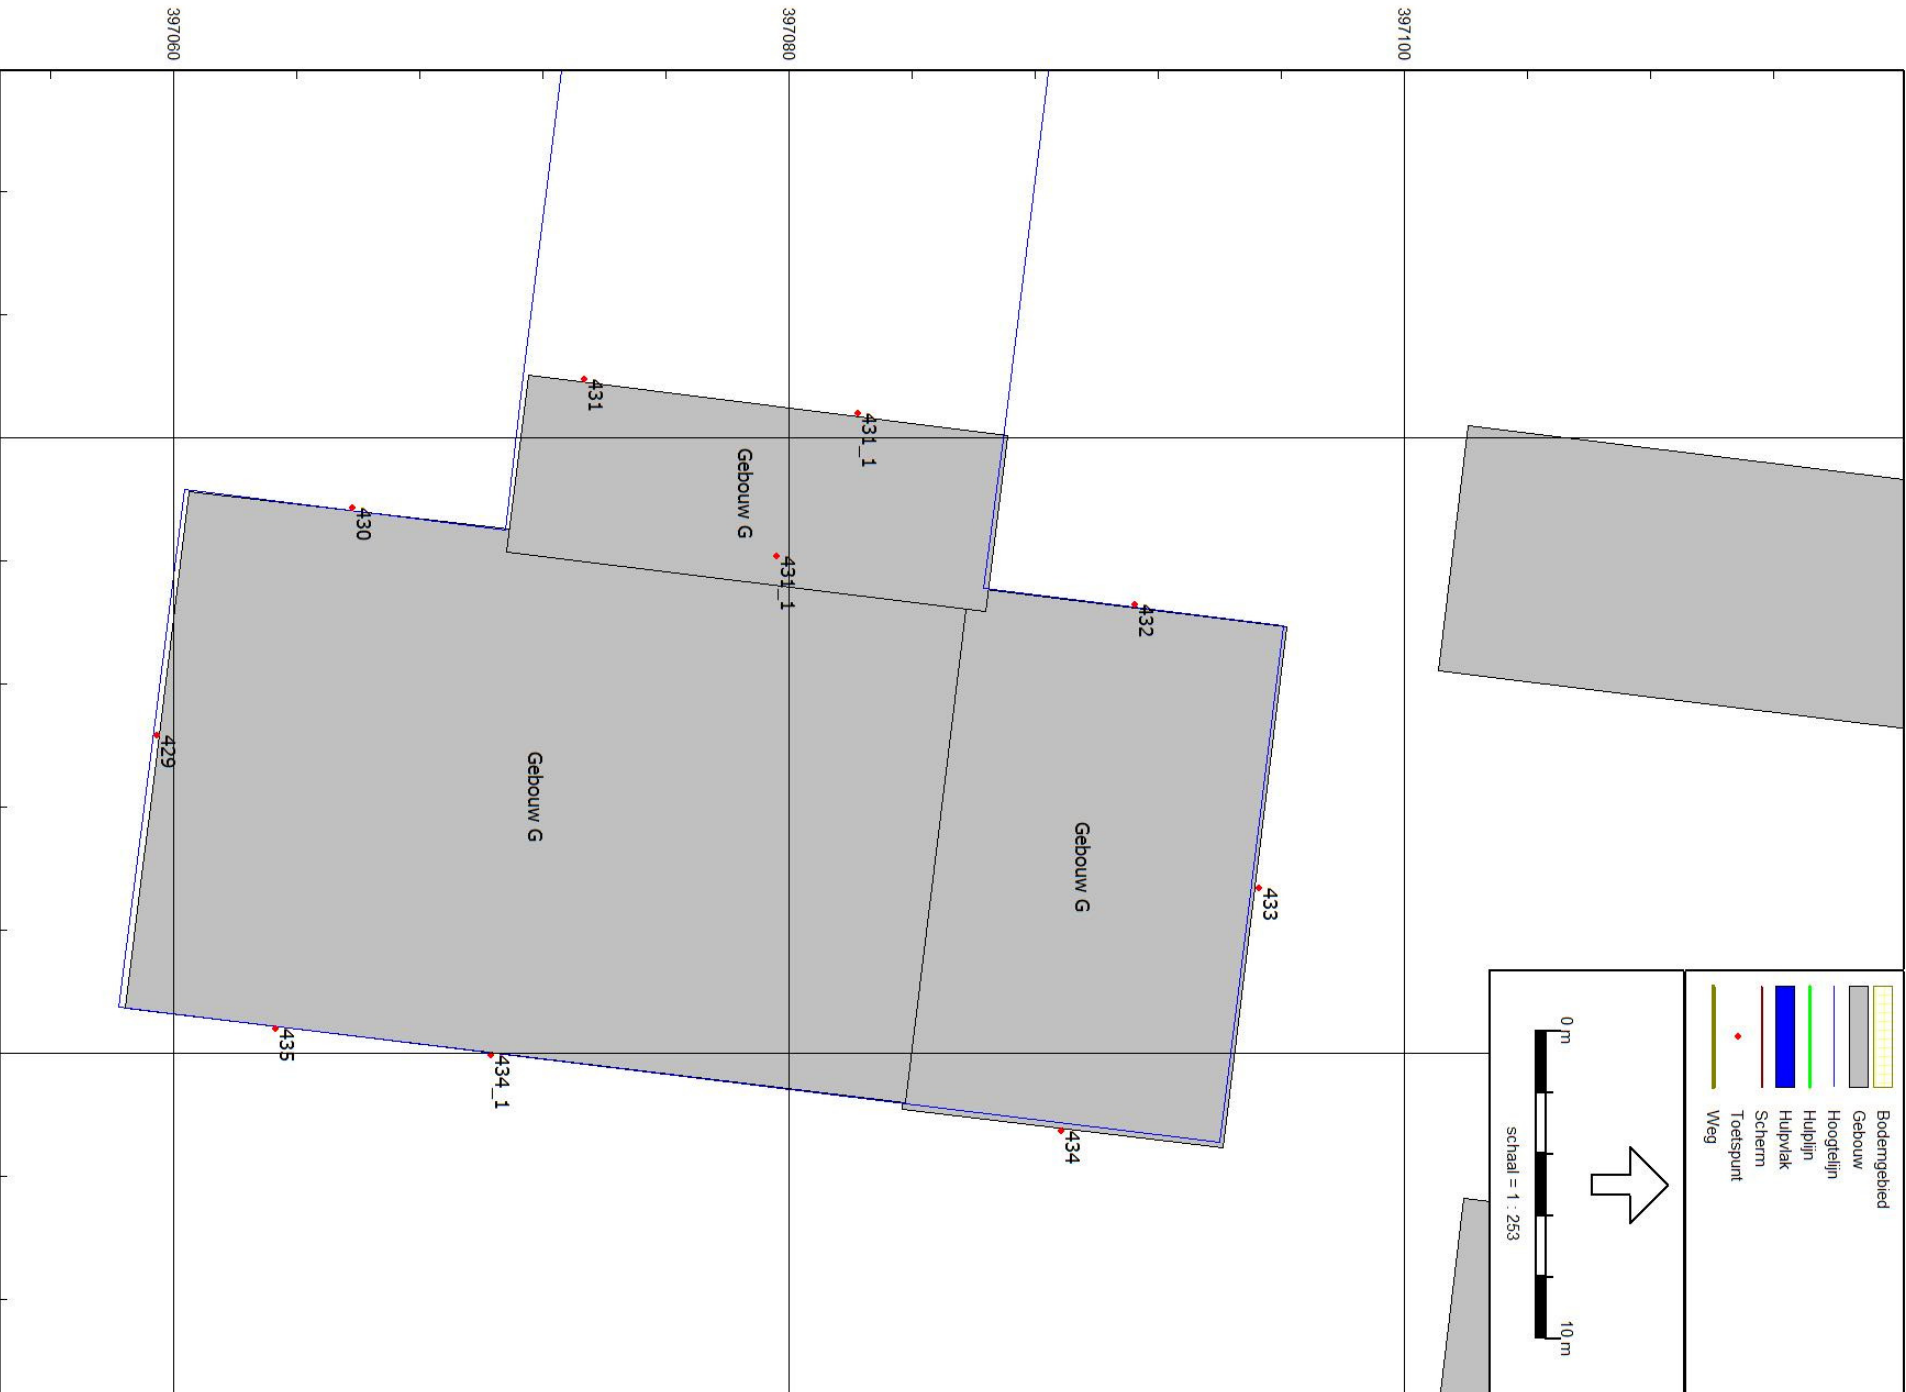 397060
397080
397100
431
431_1
Gebouw G
431_1
430
432
429
Gebouw G
Gebouw G
433
435
434_1
434
Bodemgebied
Gebouw
Hoogtelijn
Hulplijn
Hulpvlak
Scherm
Toetspunt
Weg
0 m
10 m
schaal = 1 : 253